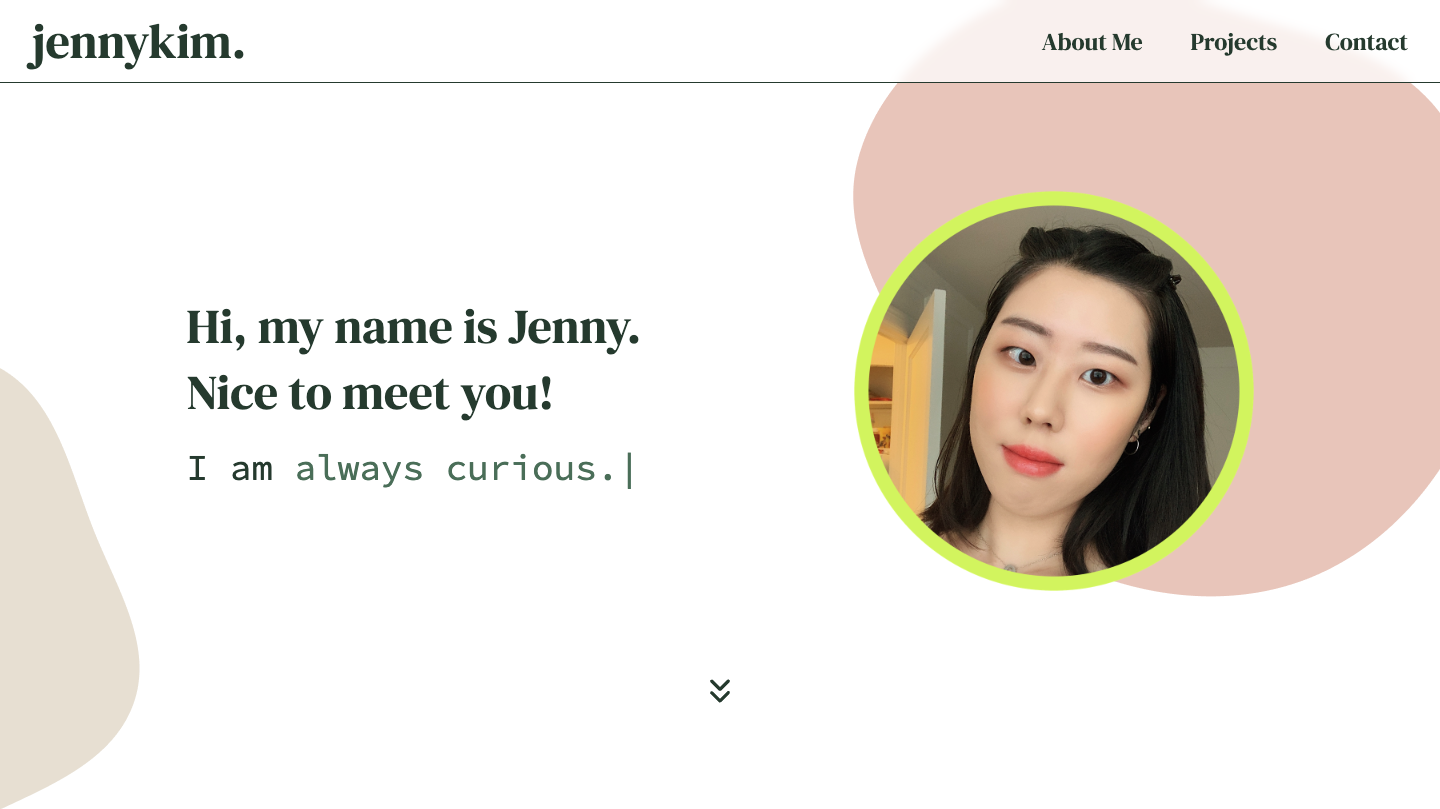 jennykim.
About Me Projects Contact
Hi, my name is Jenny.
Nice to meet you!
I am always curious.|